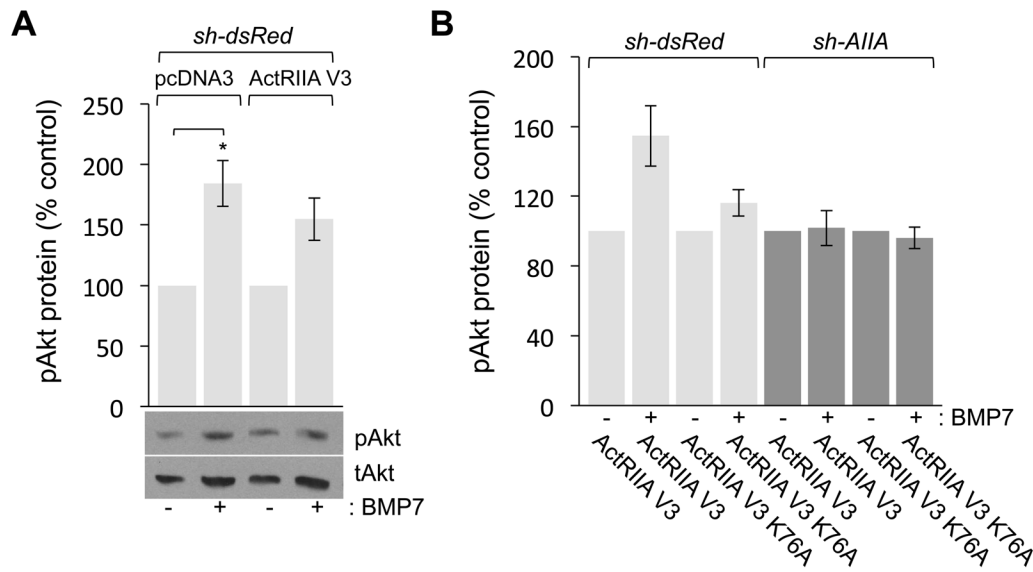 A
sh-dsRed
pcDNA3 ActRIIA V3
pAkt protein (% control)
250
200
150
100
50
0
*
pAkt
tAkt
- + - + : BMP7
B
sh-dsRed sh-AIIA
pAkt protein (% control)
200
160
120
80
40
0
- + - + - + - + : BMP7
ActRIIA V3
ActRIIA V3
ActRIIA V3 K76A
ActRIIA V3 K76A
ActRIIA V3
ActRIIA V3
ActRIIA V3 K76A
ActRIIA V3 K76A